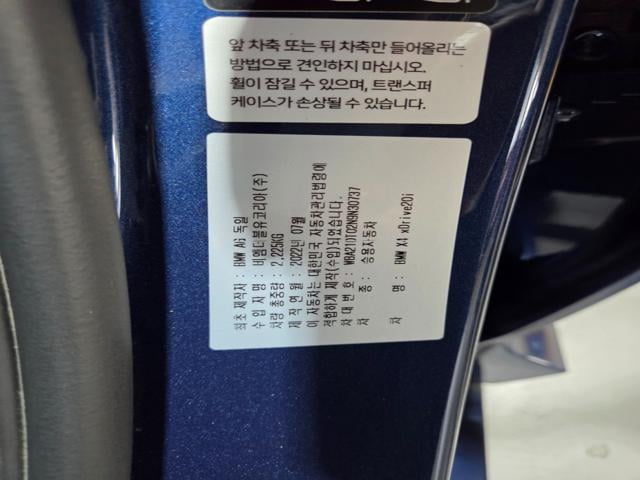 앞 차축 또는 뒤 차축만 들어올리는
방법으로 견인하지 마십시오.
휠이 잠길 수 있으며, 트랜스퍼
케이스가 손상될 수 있습니다.
최초 제작자 : BMW AG 독일
수 입 자 명 : 비엠더블유코리아(주)
차량 총중량 : 2,225KG
제 작 연 월 : 2022년 07월
이 자동차는 대한민국 자동차관리법령에
적합하게 제작(수입)되었습니다.
차 대 번 호 : WBA21DT02N9N30737
차 종 : 승용자동차
차 명 : BMW X4 xDrive20i